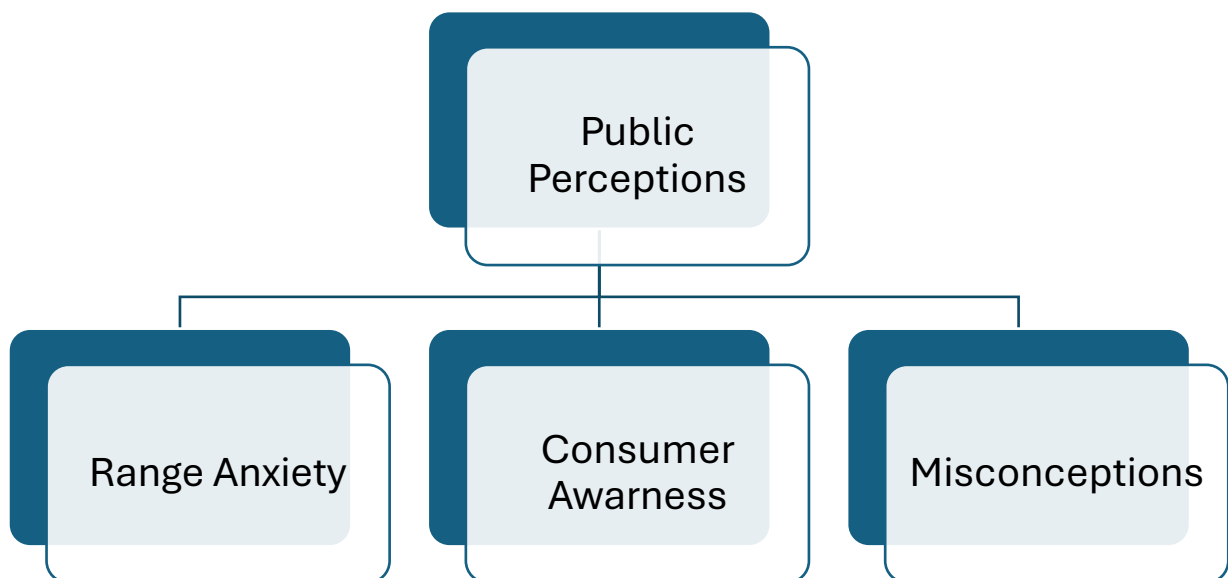 Public
Perceptions
Range Anxiety
Consumer
Awarness
Misconceptions